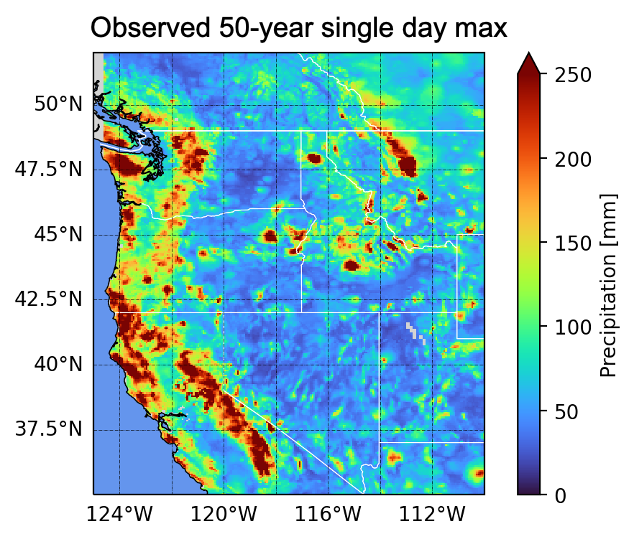 Observed 50-year single day max
50°N
47.5°N
45°N
42.5°N
40°N
37.5°N
124°W 120°W 116°W 112°W
250
200
150
100
50
0
Precipitation [mm]